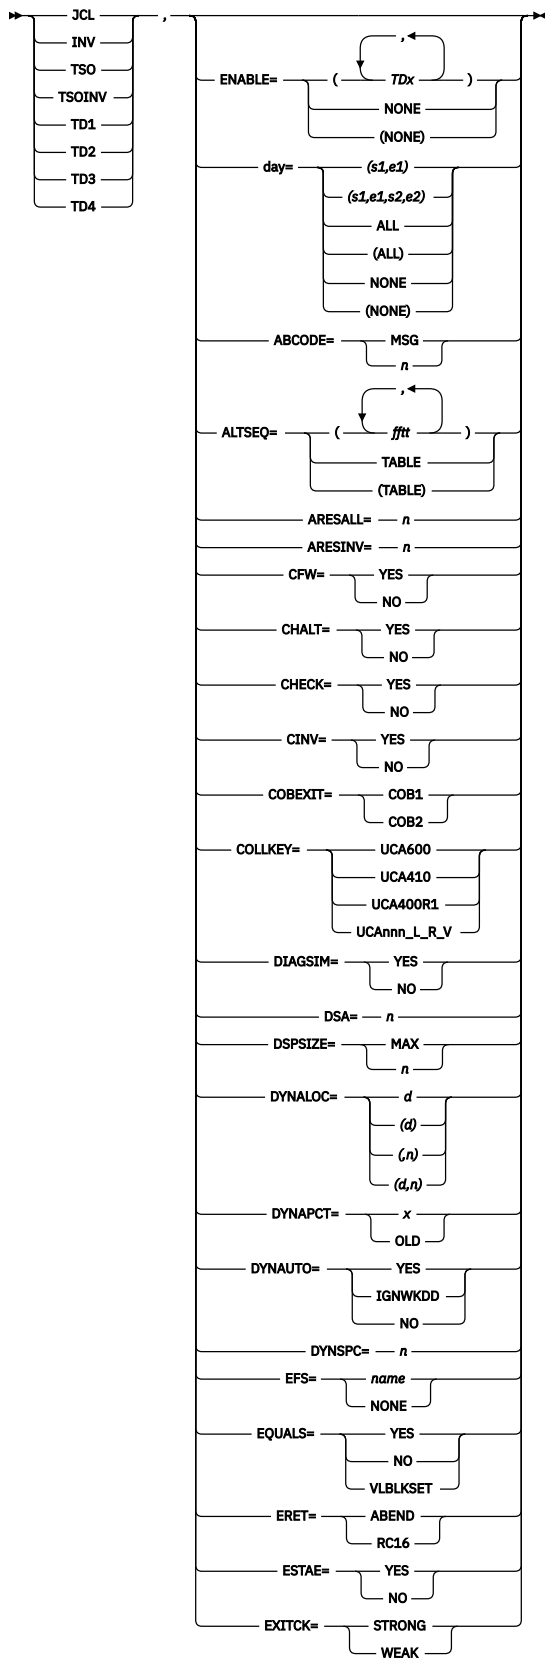 JCL ,
INV
TSO
TSOINV
TD1
TD2
TD3
TD4
,
ENABLE= ( TDx )
NONE
(NONE)
day= (s1,e1)
(s1,e1,s2,e2)
ALL
(ALL)
NONE
(NONE)
ABCODE= MSG
n
,
ALTSEQ= ( fftt )
TABLE
(TABLE)
ARESALL= n
ARESINV= n
CFW= YES
NO
CHALT= YES
NO
CHECK= YES
NO
CINV= YES
NO
COBEXIT= COB1
COB2
COLLKEY= UCA600
UCA410
UCA400R1
UCAnnn_L_R_V
DIAGSIM= YES
NO
DSA= n
DSPSIZE= MAX
n
DYNALOC= d
(d)
(,n)
(d,n)
DYNAPCT= x
OLD
DYNAUTO= YES
IGNWKDD
NO
DYNSPC= n
EFS= name
NONE
EQUALS= YES
NO
VLBLKSET
ERET= ABEND
RC16
ESTAE= YES
NO
EXITCK= STRONG
WEAK